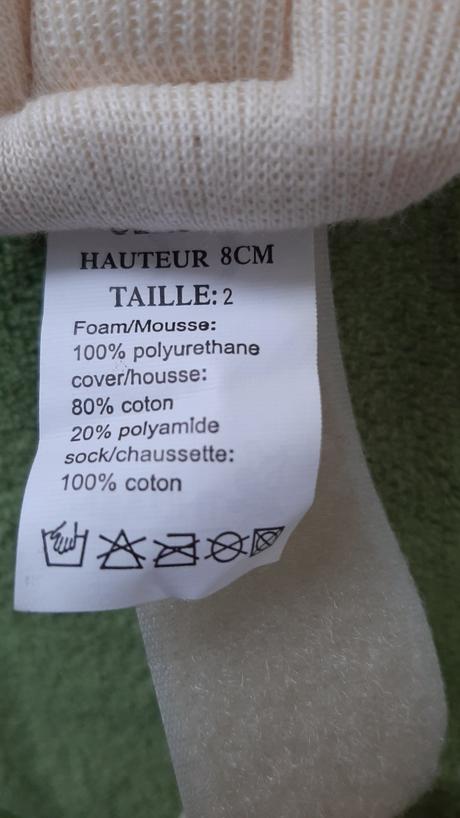 HAUTEUR 8CM
TAILLE: 2
Foam/Mousse:
100% polyurethane
cover/housse:
80% coton
20% polyamide
sock/chaussette:
100% coton